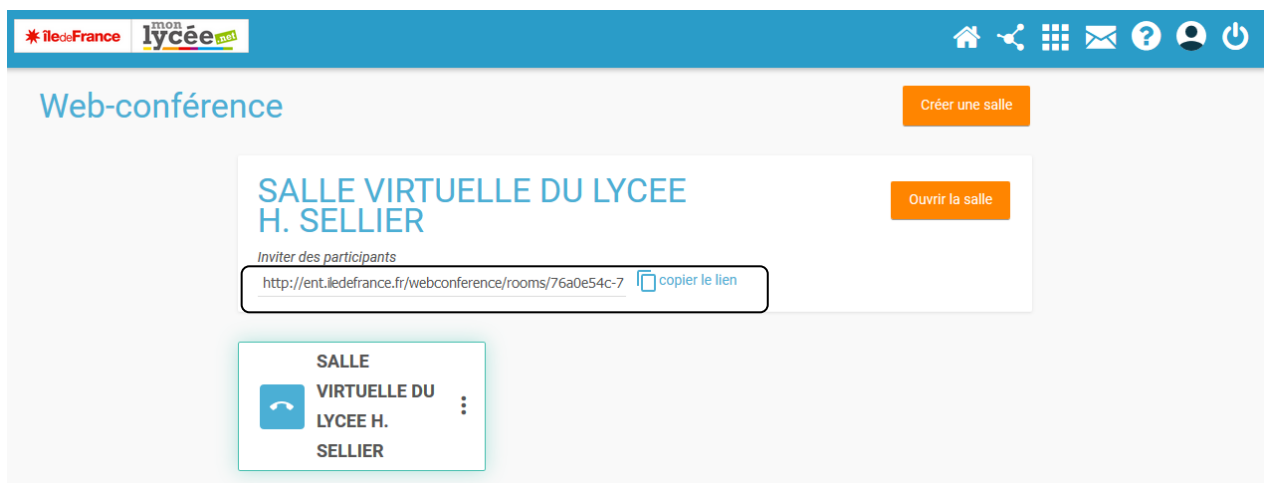 îledeFrance
mon
lycée.net
Web-conférence
Créer une salle
SALLE VIRTUELLE DU LYCEE
H. SELLIER
Ouvrir la salle
Inviter des participants
http://ent.iledefrance.fr/webconference/rooms/76a0e54c-7
copier le lien
SALLE
VIRTUELLE DU
LYCEE H.
SELLIER